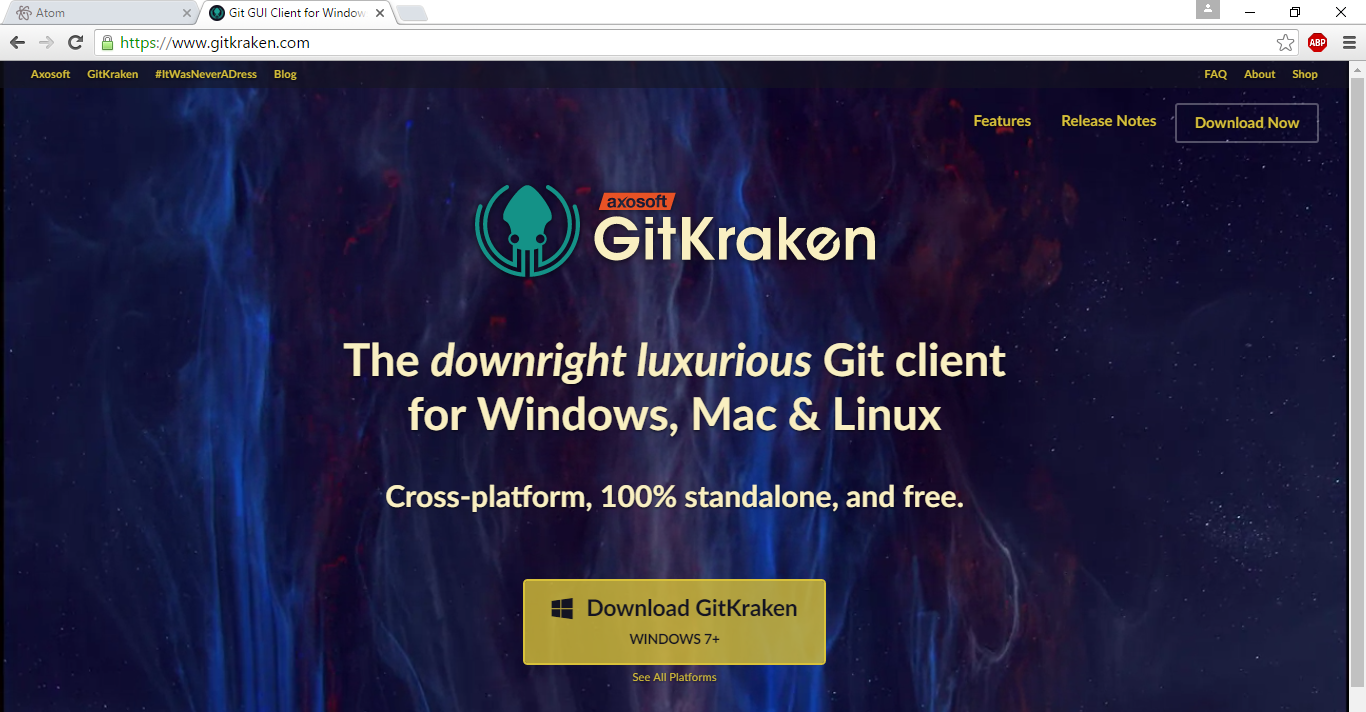 Atom
Git GUI Client for Window
https://www.gitkraken.com
ABP
Axosoft GitKraken #ItWasNeverADress Blog FAQ About Shop
Features Release Notes Download Now
axosoft
GitKraken
The downright luxurious Git client
for Windows, Mac & Linux
Cross-platform, 100% standalone, and free.
Download GitKraken
WINDOWS 7+
See All Platforms